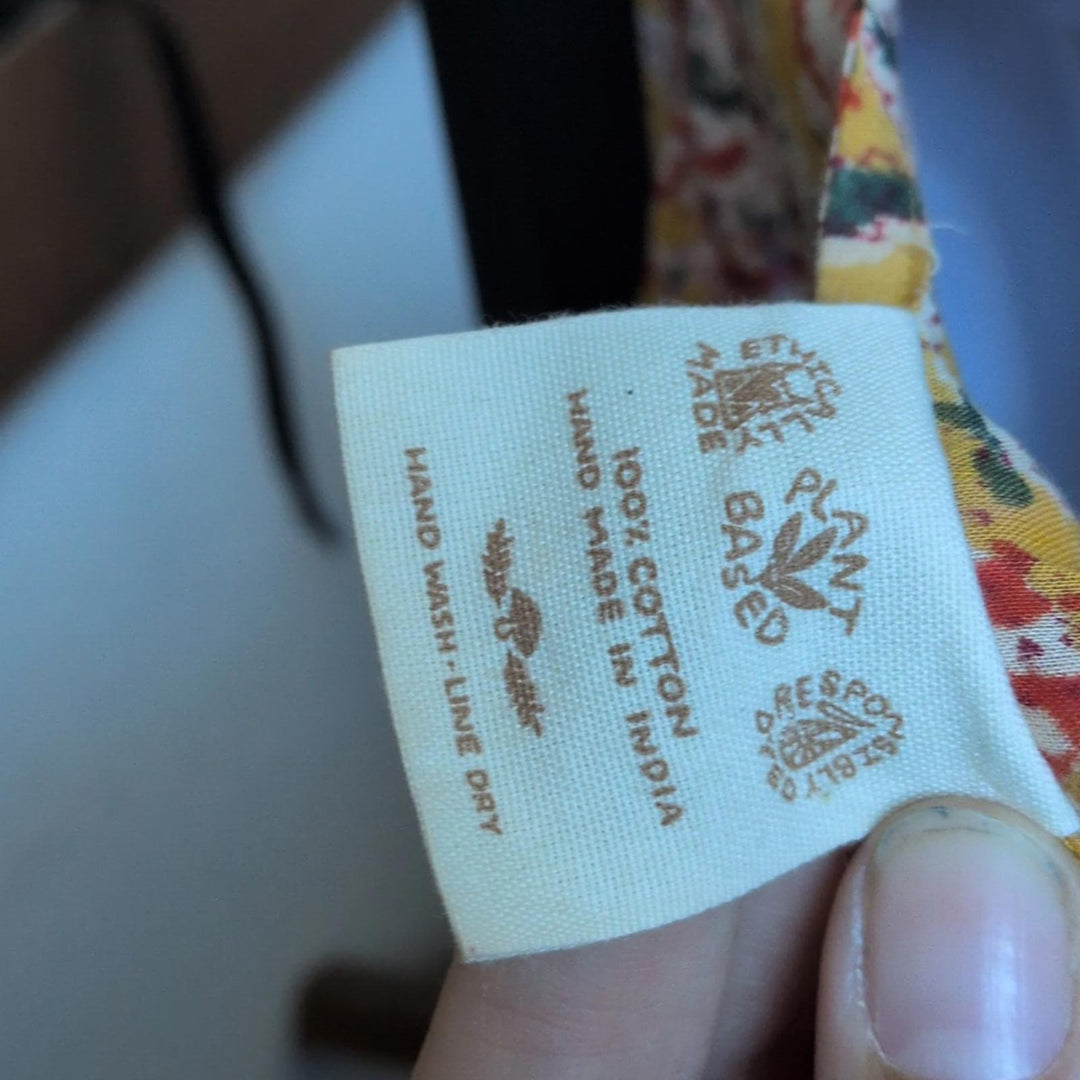 ETHICALLY MADE
PLANT BASED
RESPONSIBLY DYED
100% COTTON
HAND MADE IN INDIA
HAND WASH · LINE DRY